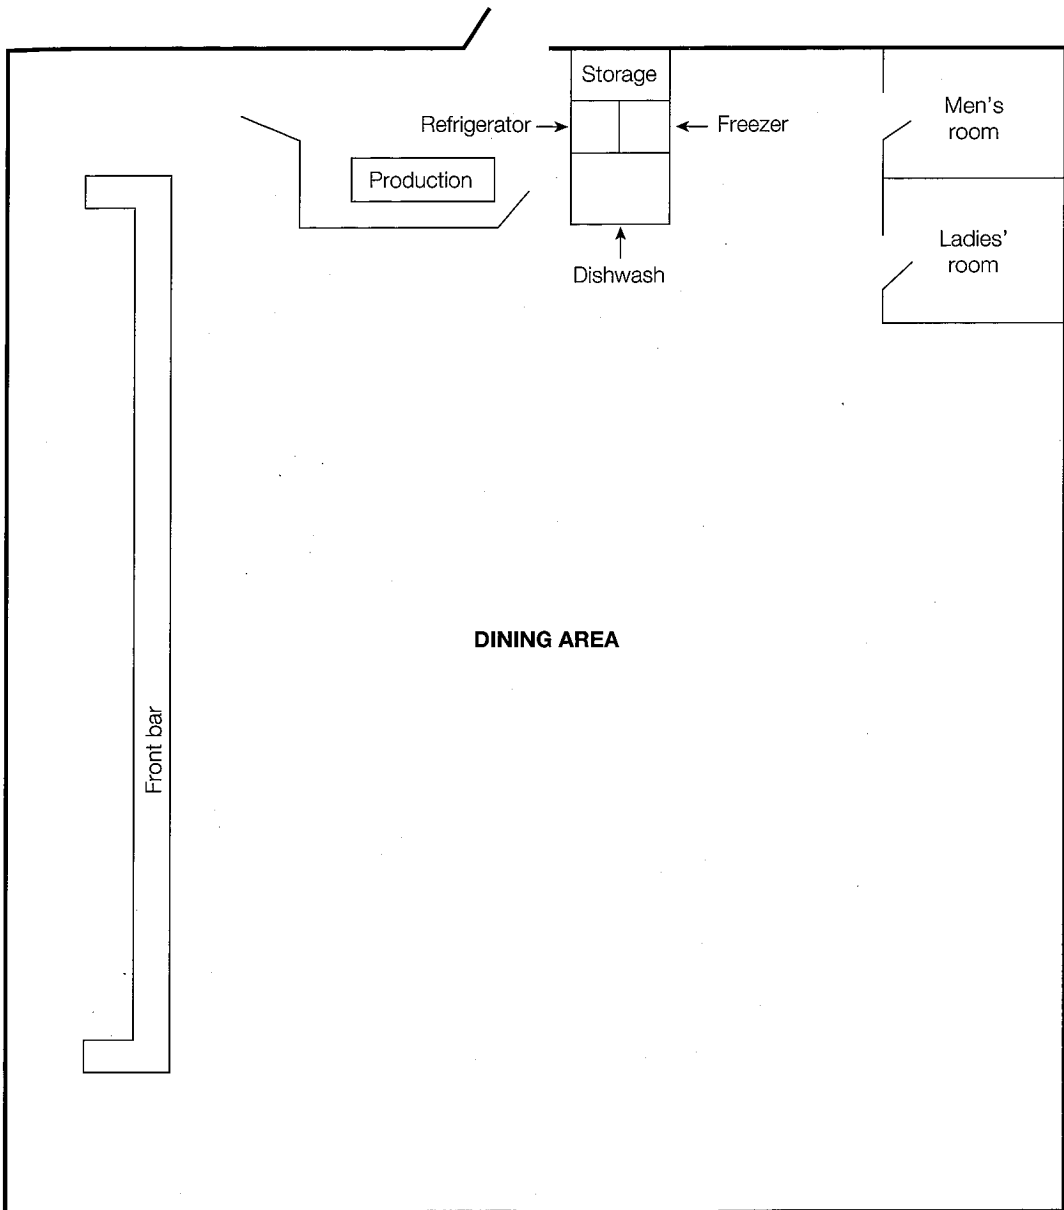 Storage
Refrigerator
Freezer
Men's
room
Production
Ladies'
room
Dishwash
DINING AREA
Front bar